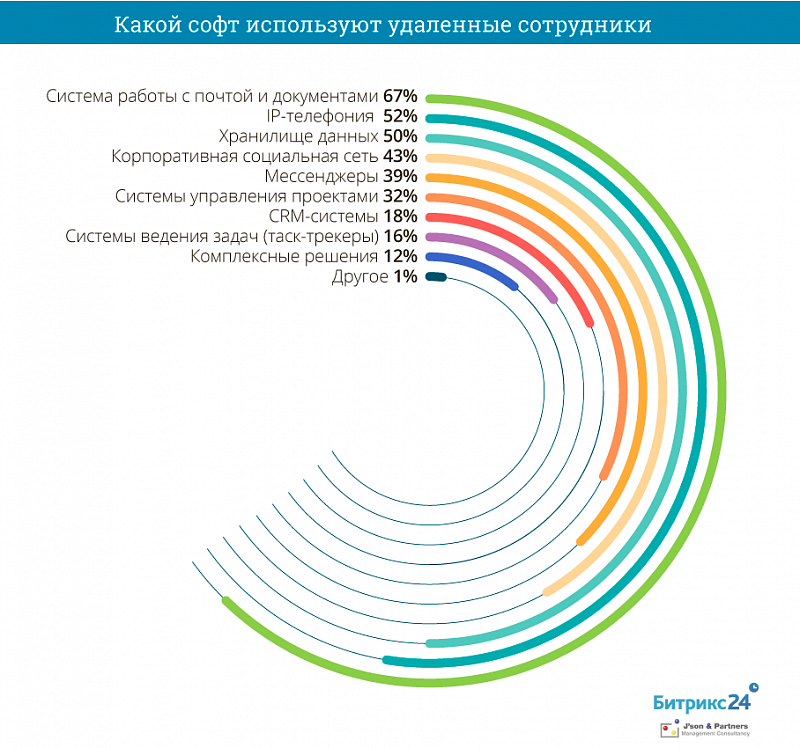 Какой софт используют удаленные сотрудники
Система работы с почтой и документами 67%
IP-телефония 52%
Хранилище данных 50%
Корпоративная социальная сеть 43%
Мессенджеры 39%
Системы управления проектами 32%
CRM-системы 18%
Системы ведения задач (таск-трекеры) 16%
Комплексные решения 12%
Другое 1%
Битрикс24
J'son & Partners
Management Consultancy